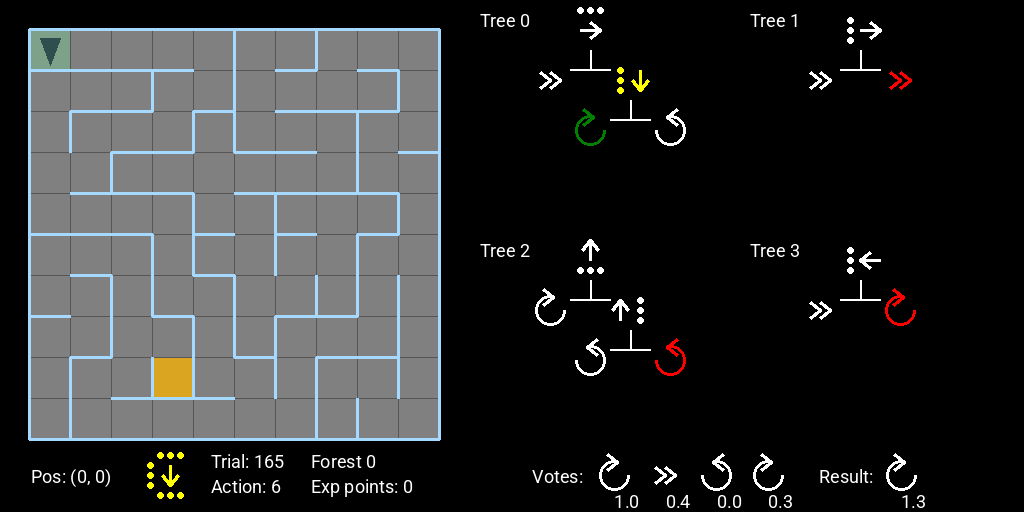 Tree 0
Tree 1
Tree 2
Tree 3
Pos: (0, 0)
Trial: 165
Forest 0
Action: 6
Exp points: 0
Votes:
1.0
0.4
0.0
0.3
Result:
1.3